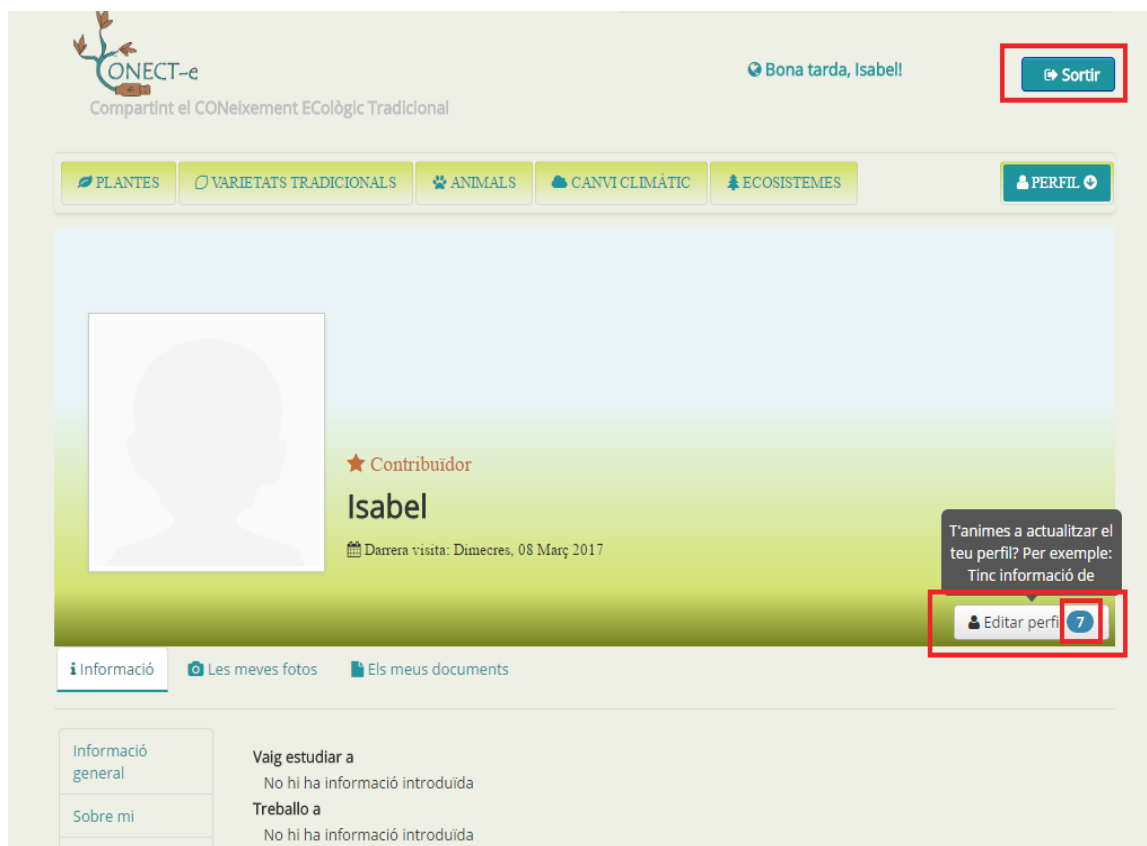 CONECT-e
Compartint el CONeixement ECològic Tradicional
Bona tarda, Isabel!
Sortir
PLANTES
VARIETATS TRADICIONALS
ANIMALS
CANVI CLIMÀTIC
ECOSISTEMES
PERFIL
Contribuïdor
Isabel
Darrera visita: Dimecres, 08 Març 2017
T'animes a actualitzar el
teu perfil? Per exemple:
Tinc informació de
Editar perfi 7
Informació
Les meves fotos
Els meus documents
Informació
general
Sobre mi
Vaig estudiar a
No hi ha informació introduïda
Treballo a
No hi ha informació introduïda